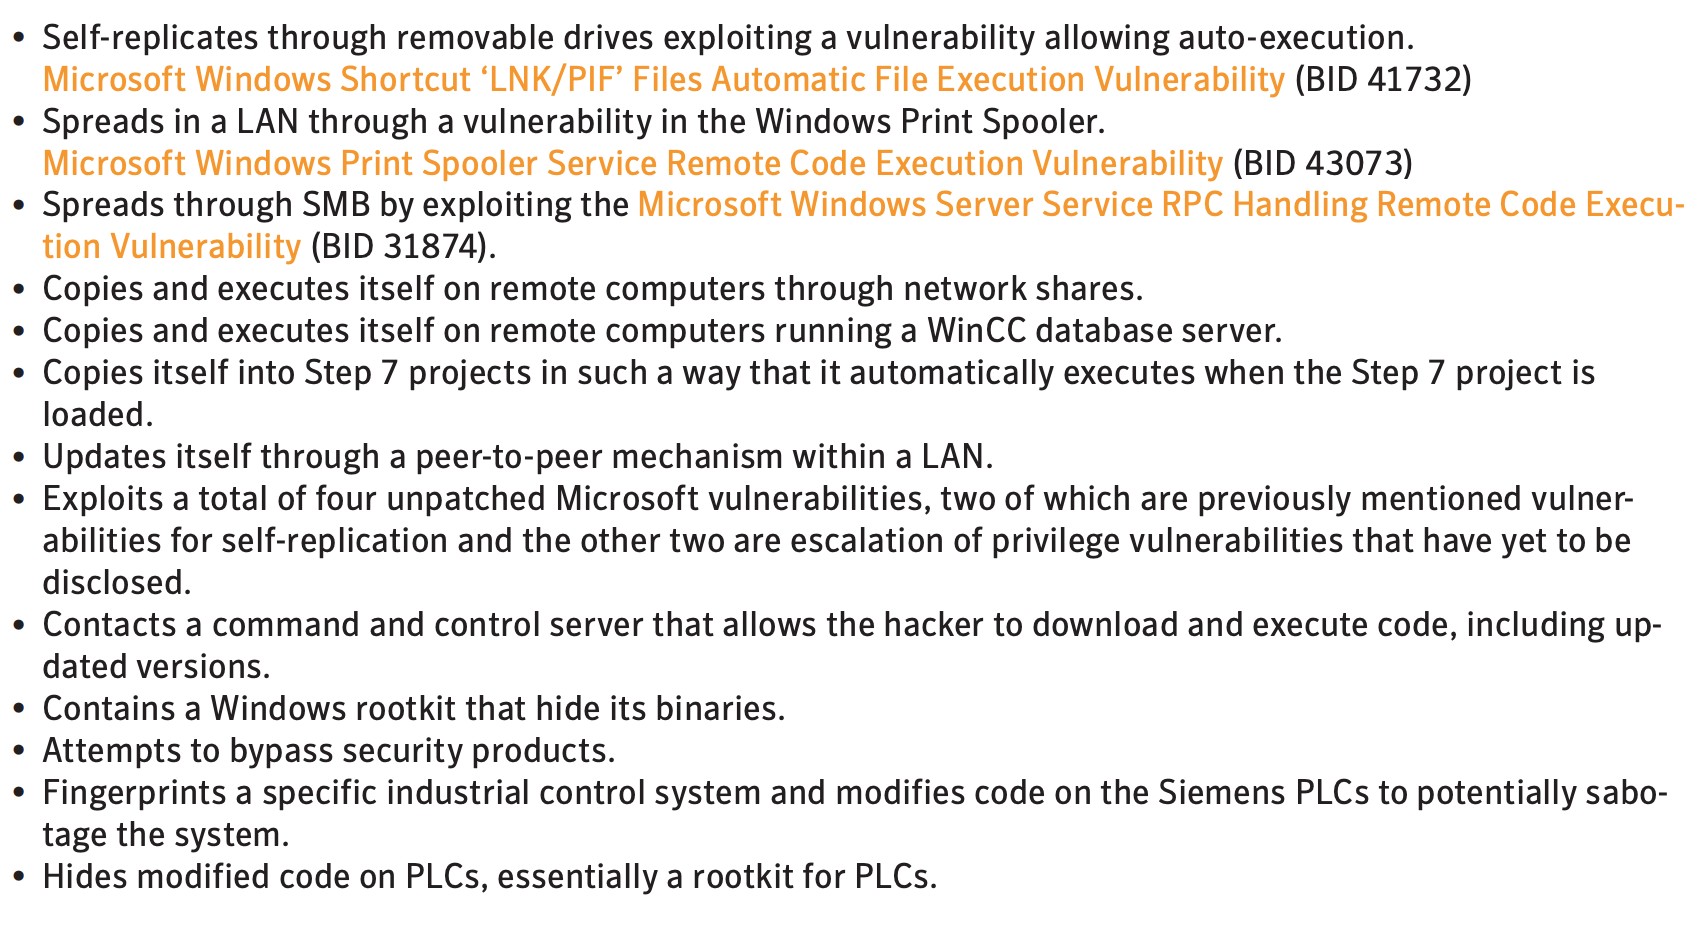 • Self-replicates through removable drives exploiting a vulnerability allowing auto-execution.
Microsoft Windows Shortcut ‘LNK/PIF’ Files Automatic File Execution Vulnerability (BID 41732)
• Spreads in a LAN through a vulnerability in the Windows Print Spooler.
Microsoft Windows Print Spooler Service Remote Code Execution Vulnerability (BID 43073)
• Spreads through SMB by exploiting the Microsoft Windows Server Service RPC Handling Remote Code Execu-
tion Vulnerability (BID 31874).
• Copies and executes itself on remote computers through network shares.
• Copies and executes itself on remote computers running a WinCC database server.
• Copies itself into Step 7 projects in such a way that it automatically executes when the Step 7 project is
loaded.
• Updates itself through a peer-to-peer mechanism within a LAN.
• Exploits a total of four unpatched Microsoft vulnerabilities, two of which are previously mentioned vulner-
abilities for self-replication and the other two are escalation of privilege vulnerabilities that have yet to be
disclosed.
• Contacts a command and control server that allows the hacker to download and execute code, including up-
dated versions.
• Contains a Windows rootkit that hide its binaries.
• Attempts to bypass security products.
• Fingerprints a specific industrial control system and modifies code on the Siemens PLCs to potentially sabo-
tage the system.
• Hides modified code on PLCs, essentially a rootkit for PLCs.